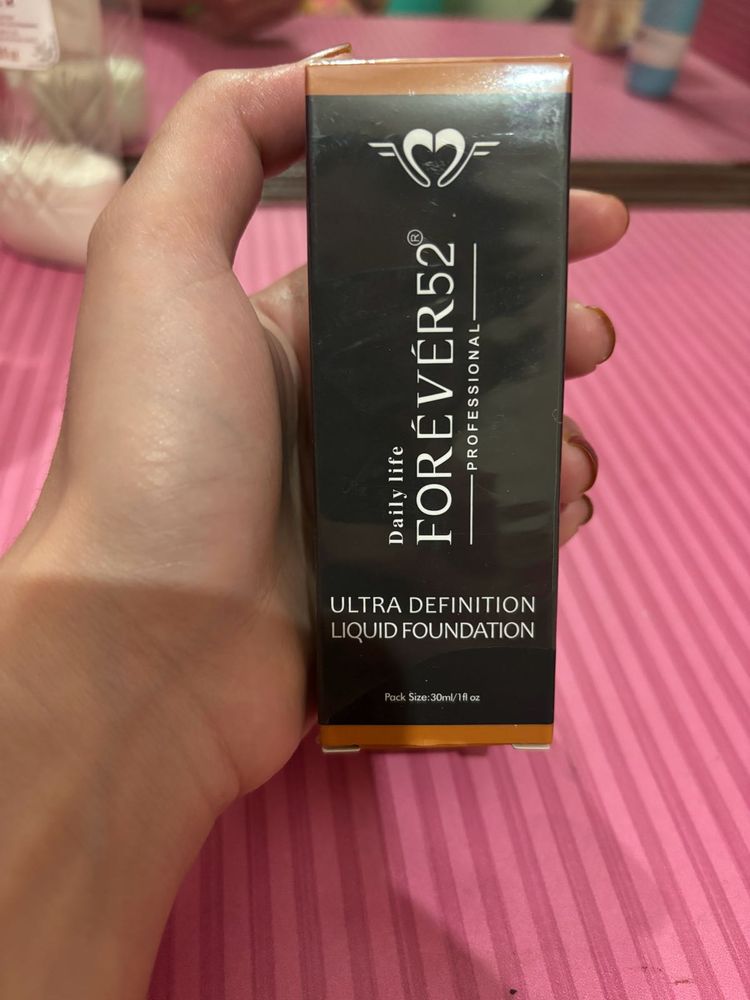 Daily life
FORÉVÉR52®
PROFESSIONAL
ULTRA DEFINITION
LIQUID FOUNDATION
Pack Size:30ml/1fl oz